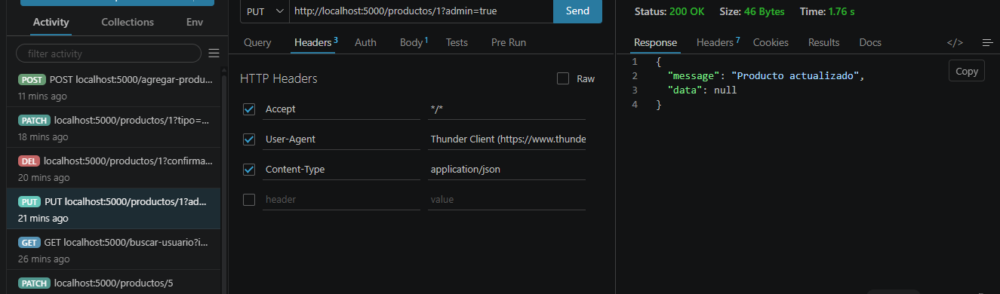 Activity
Collections
Env
filter activity
POST POST localhost:5000/agregar-produ...
11 mins ago
PATCH localhost:5000/productos/1?tipo=...
18 mins ago
DEL localhost:5000/productos/1?confirma...
20 mins ago
PUT PUT localhost:5000/productos/1?ad...
21 mins ago
GET GET localhost:5000/buscar-usuario?i...
26 mins ago
PATCH localhost:5000/productos/5
PUT http://localhost:5000/productos/1?admin=true Send
Query Headers 3 Auth Body 1 Tests Pre Run
HTTP Headers Raw
Accept */*
User-Agent Thunder Client (https://www.thunde
Content-Type application/json
header value
Status: 200 OK Size: 46 Bytes Time: 1.76 s
Response Headers 7 Cookies Results Docs </>
1 {
2 "message": "Producto actualizado",
3 "data": null
4 }
Copy